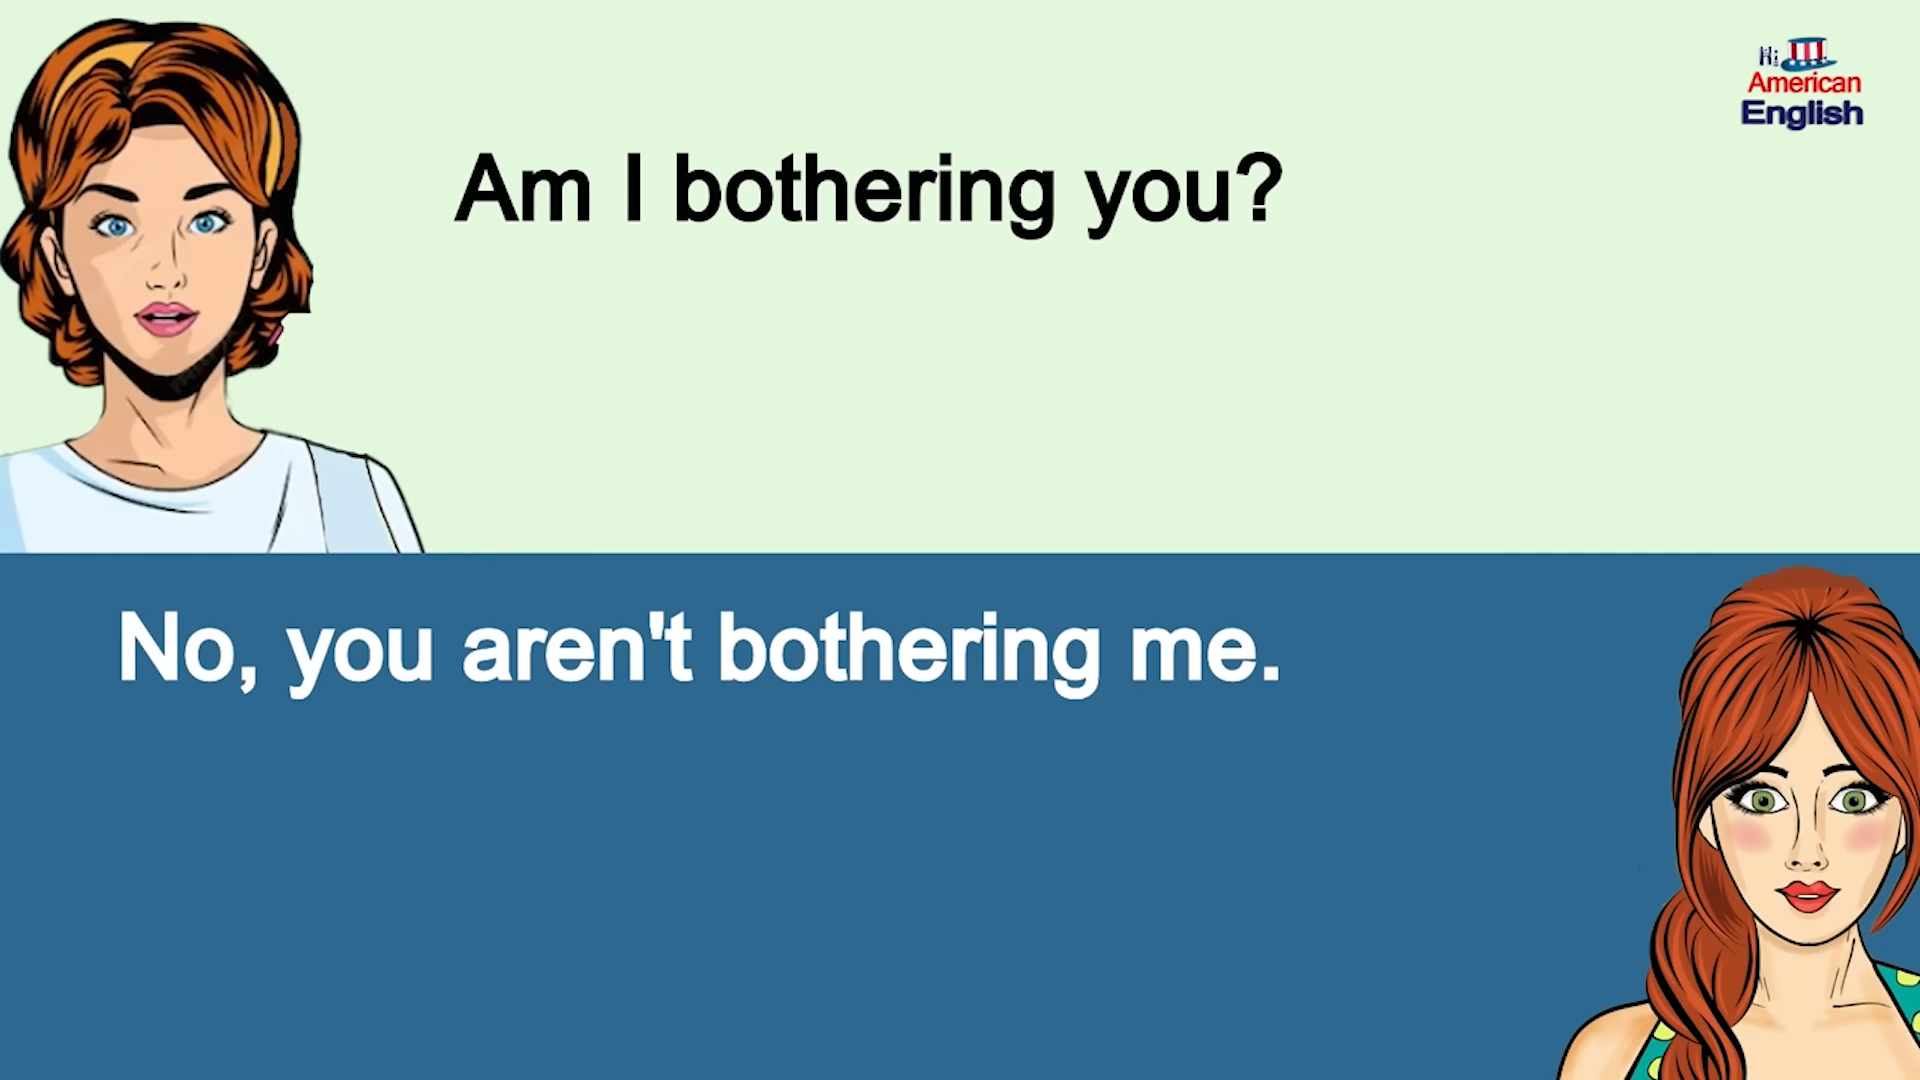 Hi
American
English
Am I bothering you?
No, you aren't bothering me.